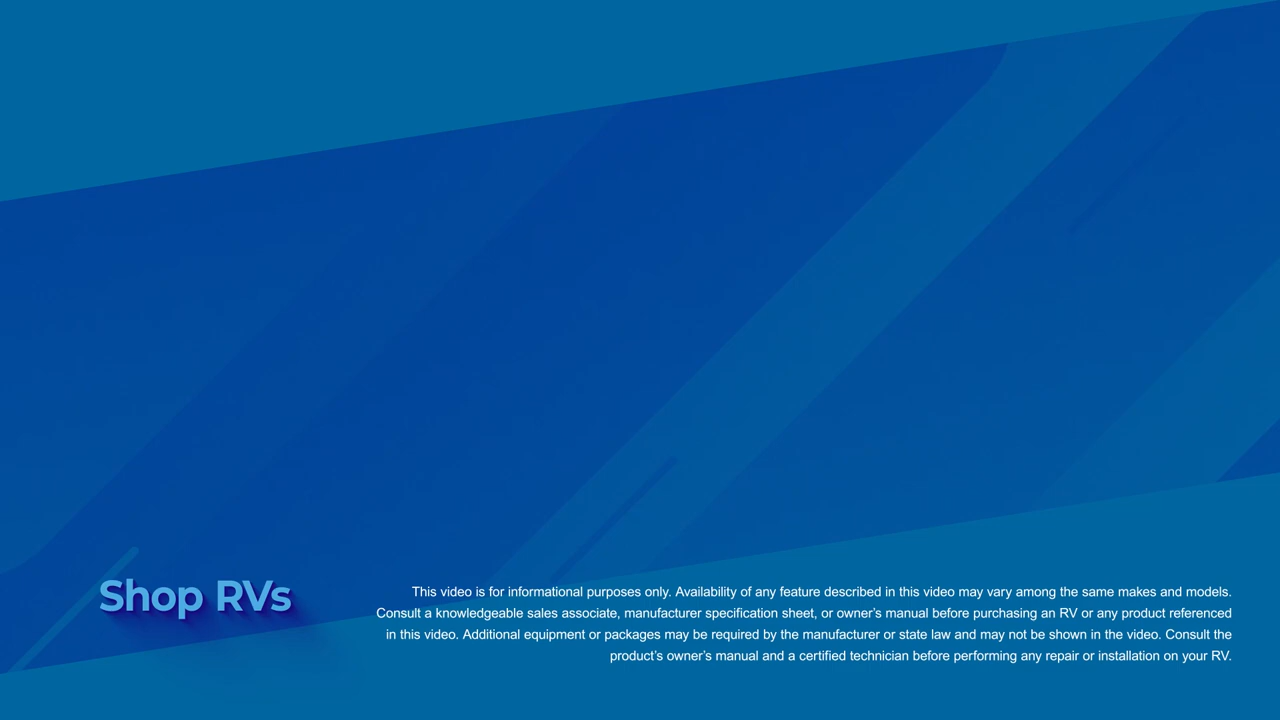 Shop RVs
This video is for informational purposes only. Availability of any feature described in this video may vary among the same makes and models.
Consult a knowledgeable sales associate, manufacturer specification sheet, or owner’s manual before purchasing an RV or any product referenced
in this video. Additional equipment or packages may be required by the manufacturer or state law and may not be shown in the video. Consult the
product’s owner’s manual and a certified technician before performing any repair or installation on your RV.